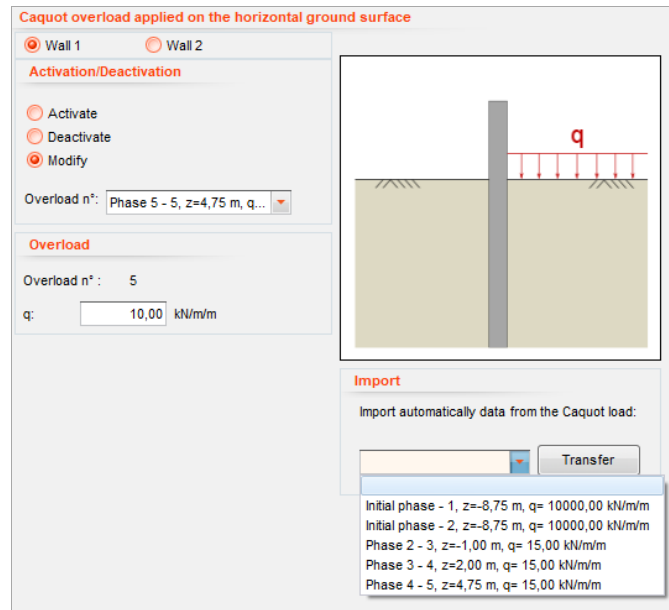 Caquot overload applied on the horizontal ground surface
Wall 1 Wall 2
Activation/Deactivation
Activate
Deactivate
Modify
Overload n°: Phase 5 - 5, z=4,75 m, q...
Overload
Overload n° : 5
q: 10,00 kN/m/m
q
Import
Import automatically data from the Caquot load:
Transfer
Initial phase - 1, z=-8,75 m, q= 10000,00 kN/m/m
Initial phase - 2, z=-8,75 m, q= 10000,00 kN/m/m
Phase 2 - 3, z=-1,00 m, q= 15,00 kN/m/m
Phase 3 - 4, z=2,00 m, q= 15,00 kN/m/m
Phase 4 - 5, z=4,75 m, q= 15,00 kN/m/m